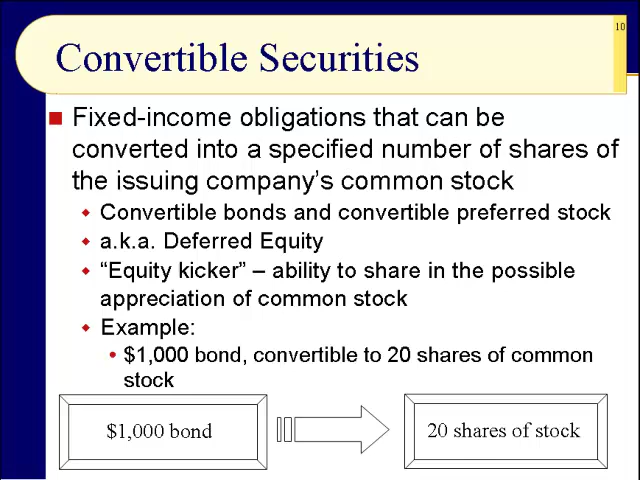 10
Convertible Securities
Fixed-income obligations that can be
converted into a specified number of shares of
the issuing company's common stock
Convertible bonds and convertible preferred stock
a.k.a. Deferred Equity
“Equity kicker” – ability to share in the possible
appreciation of common stock
Example:
$1,000 bond, convertible to 20 shares of common
stock
$1,000 bond
20 shares of stock